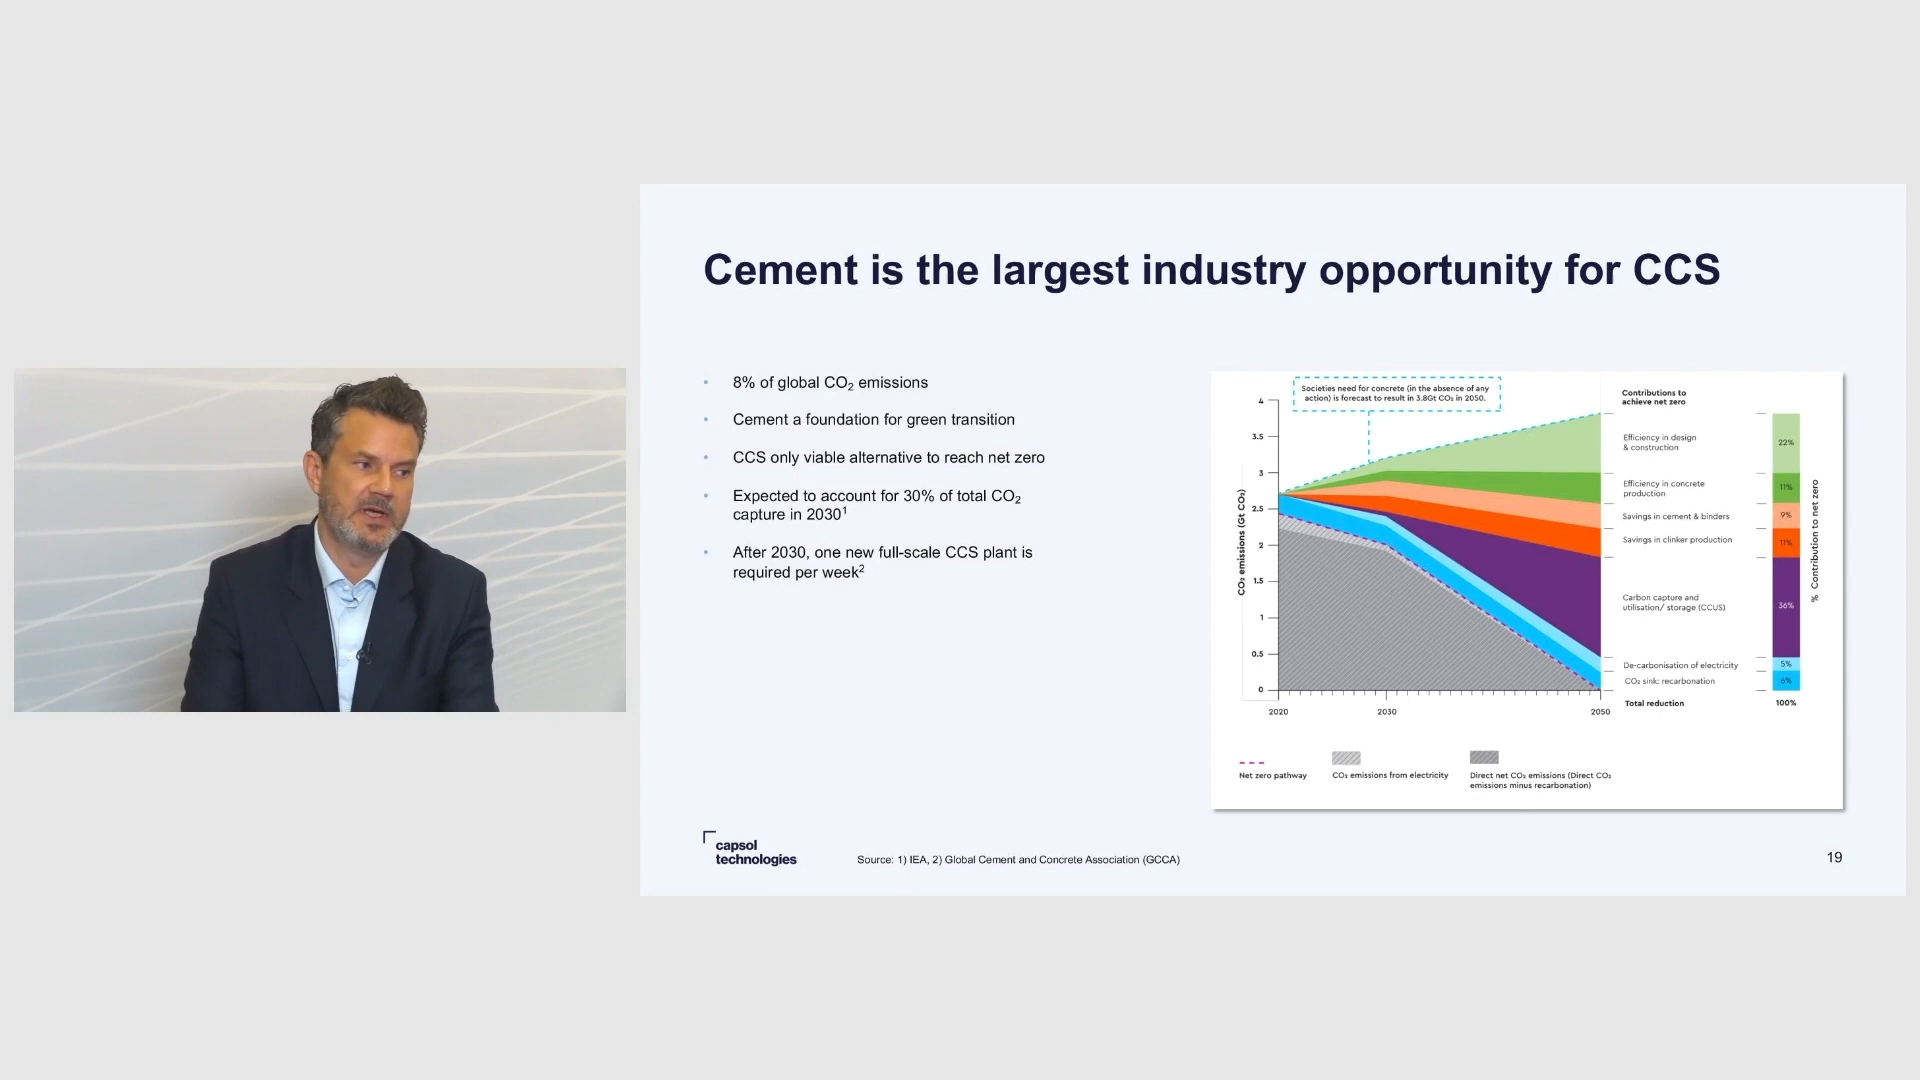 Cement is the largest industry opportunity for CCS
• 8% of global CO₂ emissions
• Cement a foundation for green transition
• CCS only viable alternative to reach net zero
• Expected to account for 30% of total CO₂
capture in 2030¹
• After 2030, one new full-scale CCS plant is
required per week²
Societies need for concrete (in the absence of any
action) is forecast to result in 3.8Gt CO₂ in 2050.
CO₂ emissions (Gt CO₂)
4
3.5
3
2.5
2
1.5
1
0.5
0
2020
2030
2050
Contributions to
achieve net zero
Efficiency in design
& construction
22%
Efficiency in concrete
production
11%
Savings in cement & binders
9%
Savings in clinker production
11%
Carbon capture and
utilisation/ storage (CCUS)
36%
De-carbonisation of electricity
5%
CO₂ sink: recarbonation
6%
Total reduction
100%
% Contribution to net zero
Net zero pathway
CO₂ emissions from electricity
Direct net CO₂ emissions (Direct CO₂
emissions minus recarbonation)
capsol
technologies
Source: 1) IEA, 2) Global Cement and Concrete Association (GCCA)
19